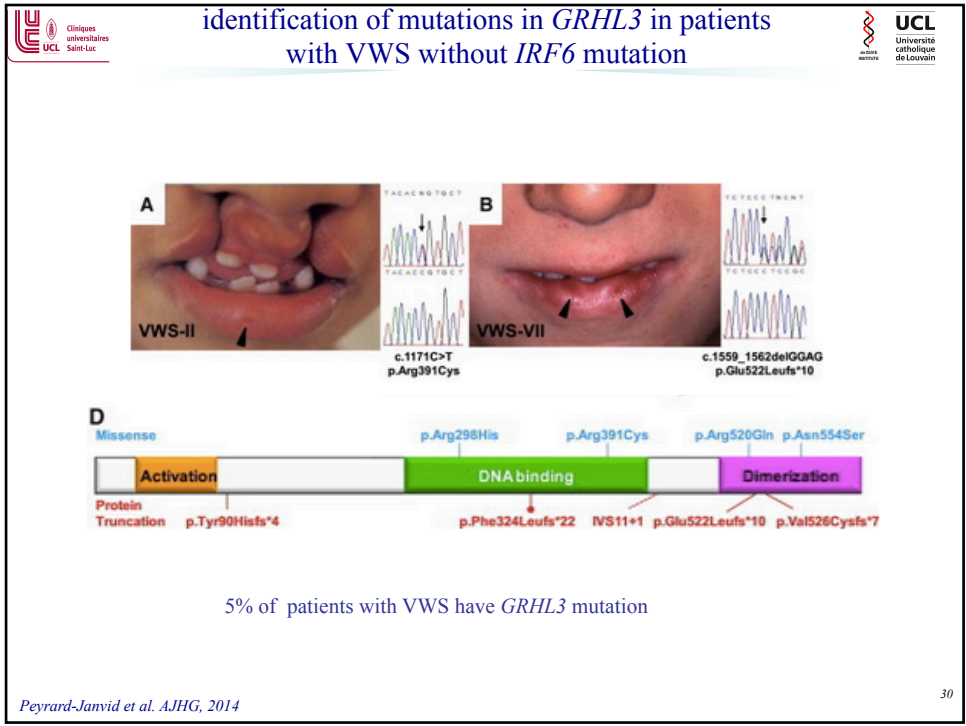 Cliniques
universitaires
UCL Saint-Luc
identification of mutations in GRHL3 in patients
with VWS without IRF6 mutation
de DUVE
INSTITUTE
UCL
Université
catholique
de Louvain
A
VWS-II
T A C A C N G T G C T
T A C A C C G T G C T
c.1171C>T
p.Arg391Cys
B
VWS-VII
T C T C C C T N C N T
T C T C C C T C C G C
c.1559_1562delGGAG
p.Glu522Leufs*10
D
Missense
p.Arg298His p.Arg391Cys p.Arg520Gln p.Asn554Ser
Activation DNA binding Dimerization
Protein
Truncation p.Tyr90Hisfs*4 p.Phe324Leufs*22 IVS11+1 p.Glu522Leufs*10 p.Val526Cysfs*7
5% of patients with VWS have GRHL3 mutation
Peyrard-Janvid et al. AJHG, 2014
30